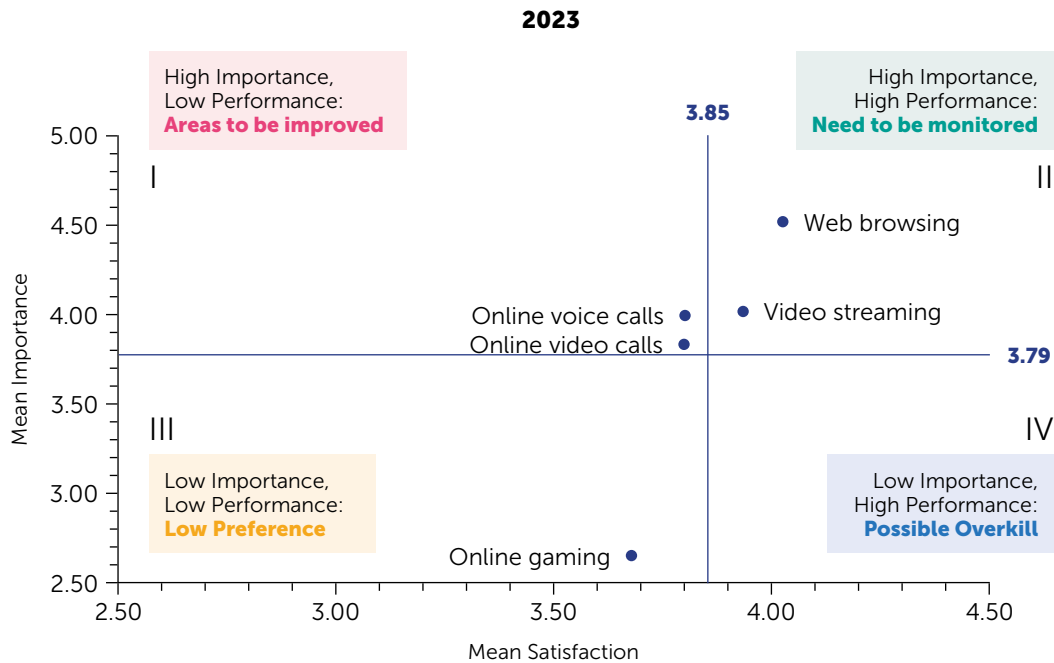 2023
High Importance,
Low Performance:
Areas to be improved
High Importance,
High Performance:
Need to be monitored
3.85
5.00
I
II
4.50
Web browsing
4.00
Online voice calls
Video streaming
Online video calls
3.79
Mean Importance
3.50
III
IV
Low Importance,
Low Performance:
Low Preference
Low Importance,
High Performance:
Possible Overkill
3.00
Online gaming
2.50
2.50
3.00
3.50
4.00
4.50
Mean Satisfaction